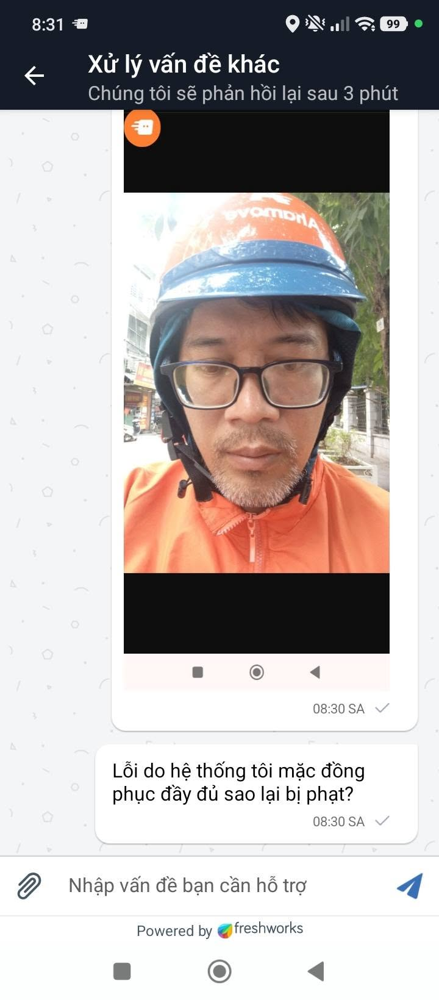 8:31
99
Xử lý vấn đề khác
Chúng tôi sẽ phản hồi lại sau 3 phút
Ahamove
08:30 SA
Lỗi do hệ thống tôi mặc đồng
phục đầy đủ sao lại bị phạt?
08:30 SA
Nhập vấn đề bạn cần hỗ trợ
Powered by freshworks